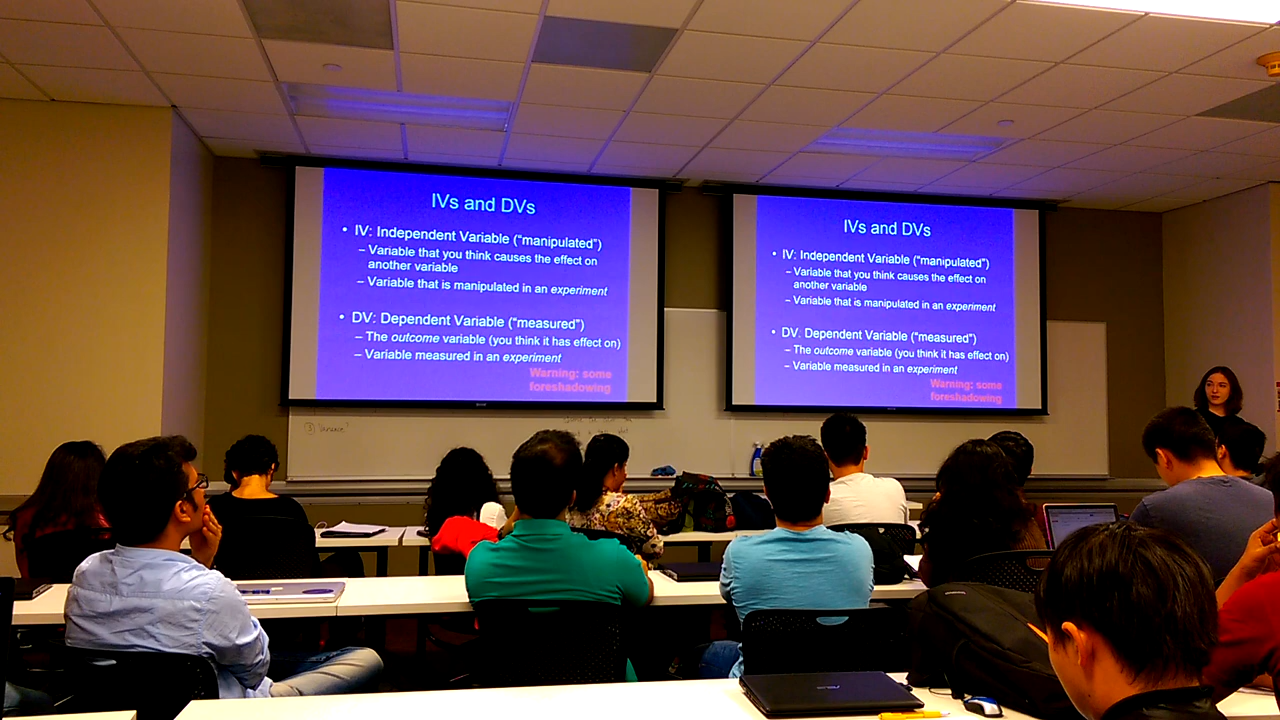 IVs and DVs
• IV: Independent Variable ("manipulated")
– Variable that you think causes the effect on
another variable
– Variable that is manipulated in an experiment
• DV: Dependent Variable ("measured")
– The outcome variable (you think it has effect on)
– Variable measured in an experiment
Warning: some
foreshadowing
IVs and DVs
• IV: Independent Variable ("manipulated")
– Variable that you think causes the effect on
another variable
– Variable that is manipulated in an experiment
• DV: Dependent Variable ("measured")
– The outcome variable (you think it has effect on)
– Variable measured in an experiment
Warning: some
foreshadowing
Variance?